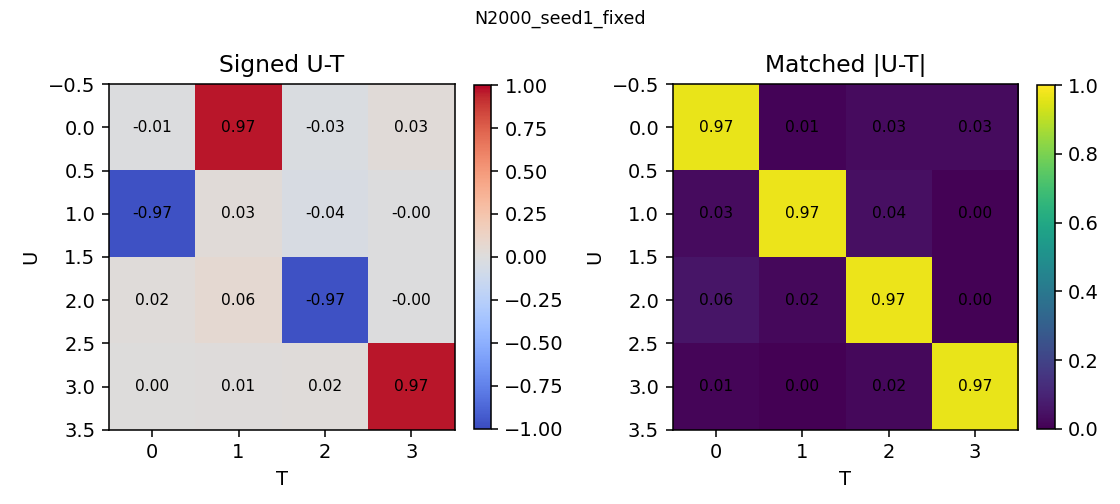 N2000_seed1_fixed
Signed U-T
−0.5
0.0
0.5
1.0
1.5
2.0
2.5
3.0
3.5
U
-0.01 0.97 -0.03 0.03
-0.97 0.03 -0.04 -0.00
0.02 0.06 -0.97 -0.00
0.00 0.01 0.02 0.97
0 1 2 3
T
1.00
0.75
0.50
0.25
0.00
−0.25
−0.50
−0.75
−1.00
Matched |U-T|
−0.5
0.0
0.5
1.0
1.5
2.0
2.5
3.0
3.5
U
0.97 0.01 0.03 0.03
0.03 0.97 0.04 0.00
0.06 0.02 0.97 0.00
0.01 0.00 0.02 0.97
0 1 2 3
T
1.0
0.8
0.6
0.4
0.2
0.0